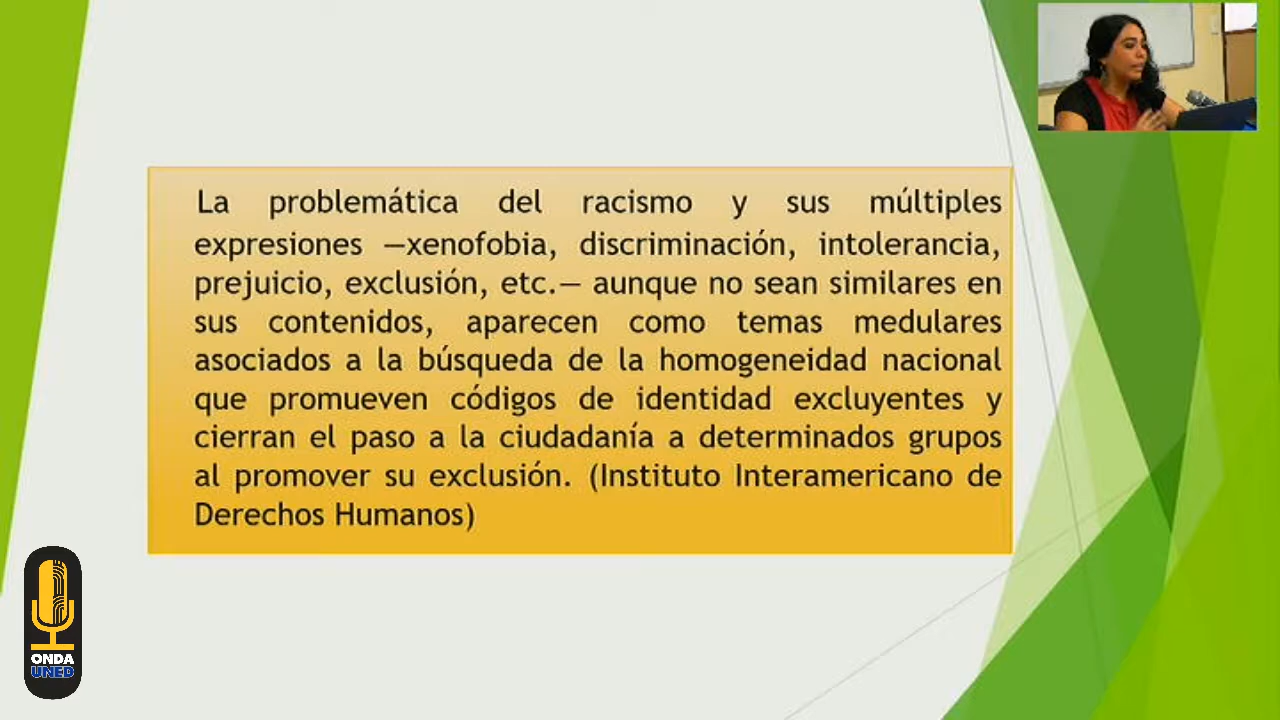 La problemática del racismo y sus múltiples
expresiones —xenofobia, discriminación, intolerancia,
prejuicio, exclusión, etc.— aunque no sean similares en
sus contenidos, aparecen como temas medulares
asociados a la búsqueda de la homogeneidad nacional
que promueven códigos de identidad excluyentes y
cierran el paso a la ciudadanía a determinados grupos
al promover su exclusión. (Instituto Interamericano de
Derechos Humanos)
ONDA
UNED